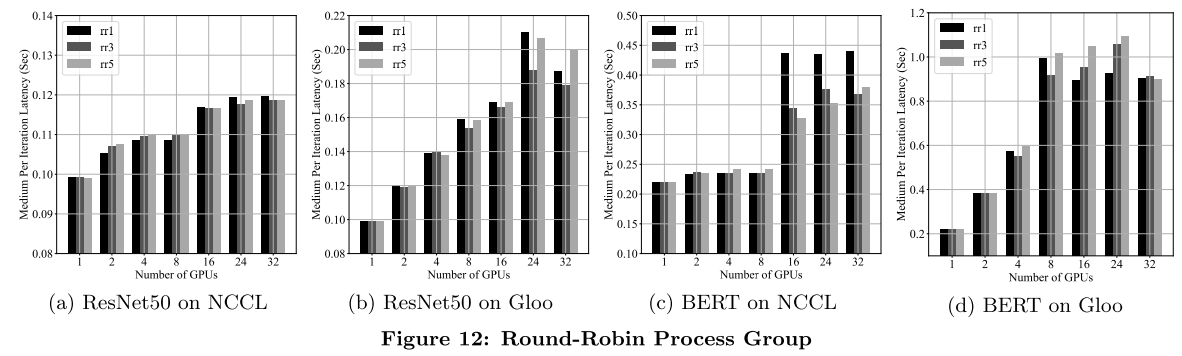 0.14
0.13
0.12
0.11
0.10
0.09
0.08
Medium Per Iteration Latency (Sec)
rr1
rr3
rr5
1 2 4 8 16 24 32
Number of GPUs
(a) ResNet50 on NCCL
0.22
0.20
0.18
0.16
0.14
0.12
0.10
0.08
Medium Per Iteration Latency (Sec)
rr1
rr3
rr5
1 2 4 8 16 24 32
Number of GPUs
(b) ResNet50 on Gloo
0.50
0.45
0.40
0.35
0.30
0.25
0.20
0.15
0.10
Medium Per Iteration Latency (Sec)
rr1
rr3
rr5
1 2 4 8 16 24 32
Number of GPUs
(c) BERT on NCCL
1.2
1.0
0.8
0.6
0.4
0.2
Medium Per Iteration Latency (Sec)
rr1
rr3
rr5
1 2 4 8 16 24 32
Number of GPUs
(d) BERT on Gloo
Figure 12: Round-Robin Process Group